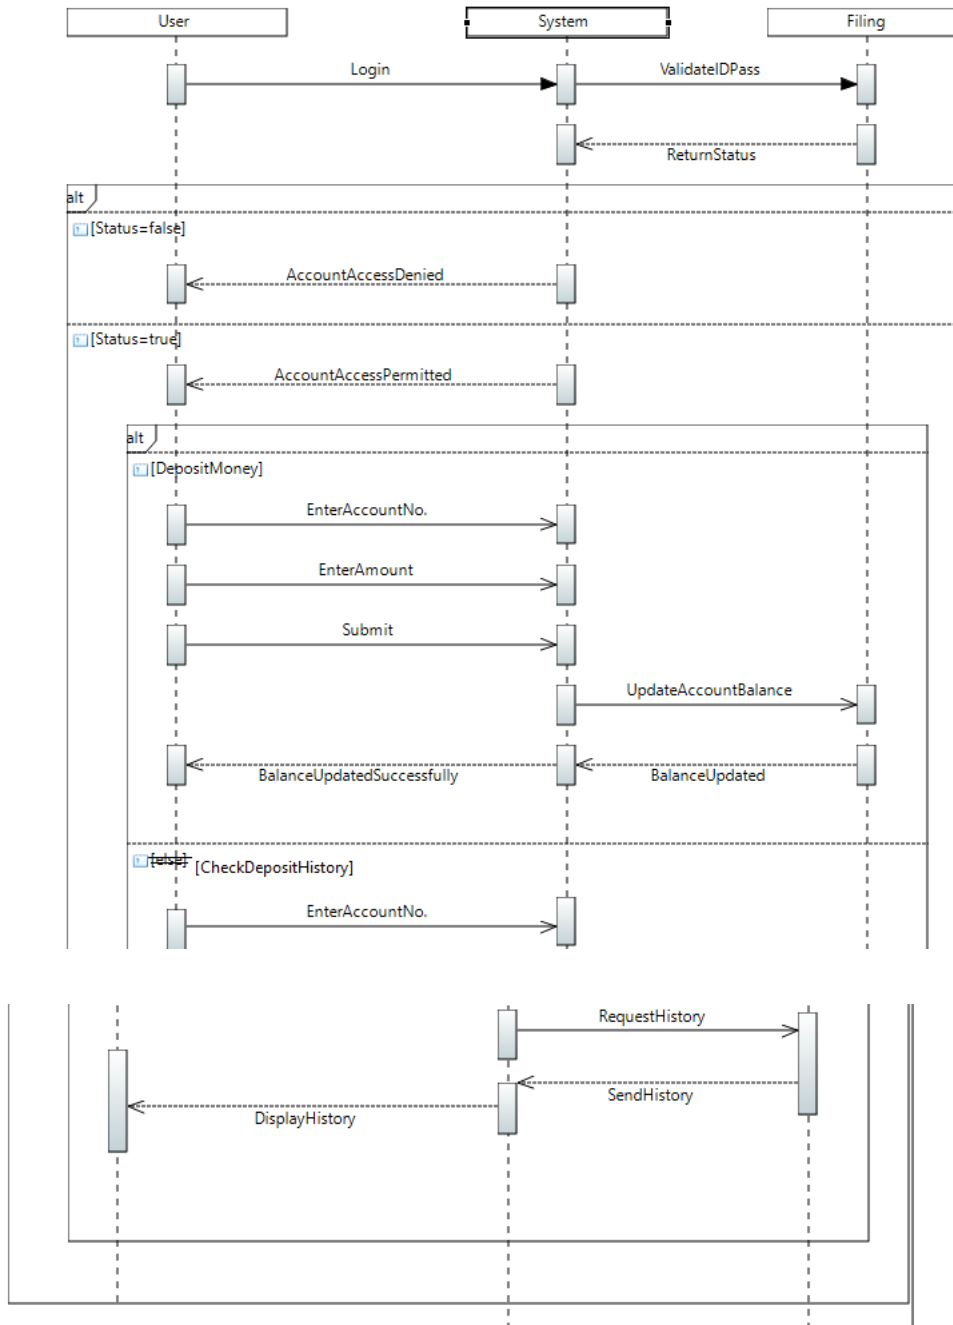 User System Filing
Login ValidateIDPass
ReturnStatus
alt
[Status=false]
AccountAccessDenied
[Status=true]
AccountAccessPermitted
alt
[DepositMoney]
EnterAccountNo.
EnterAmount
Submit
UpdateAccountBalance
BalanceUpdatedSuccessfully BalanceUpdated
[else] [CheckDepositHistory]
EnterAccountNo.
RequestHistory
SendHistory
DisplayHistory